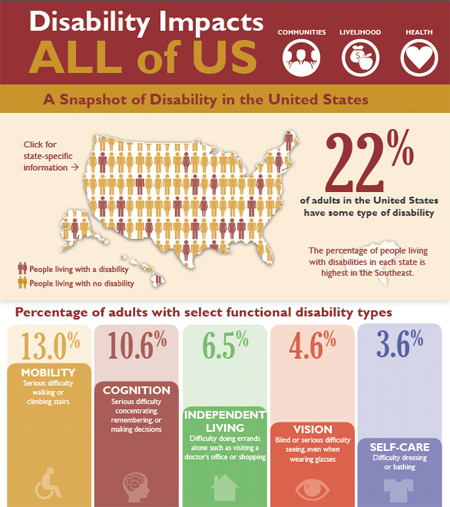 Disability Impacts
ALL of US
COMMUNITIES
LIVELIHOOD
HEALTH
A Snapshot of Disability in the United States
Click for
state-specific
information →
22%
of adults in the United States
have some type of disability
The percentage of people living
with disabilities in each state is
highest in the Southeast.
People living with a disability
People living with no disability
Percentage of adults with select functional disability types
13.0%
MOBILITY
Serious difficulty
walking or
climbing stairs
10.6%
COGNITION
Serious difficulty
concentrating,
remembering, or
making decisions
6.5%
INDEPENDENT
LIVING
Difficulty doing errands
alone such as visiting a
doctor's office or shopping
4.6%
VISION
Blind or serious difficulty
seeing, even when
wearing glasses
3.6%
SELF-CARE
Difficulty dressing
or bathing